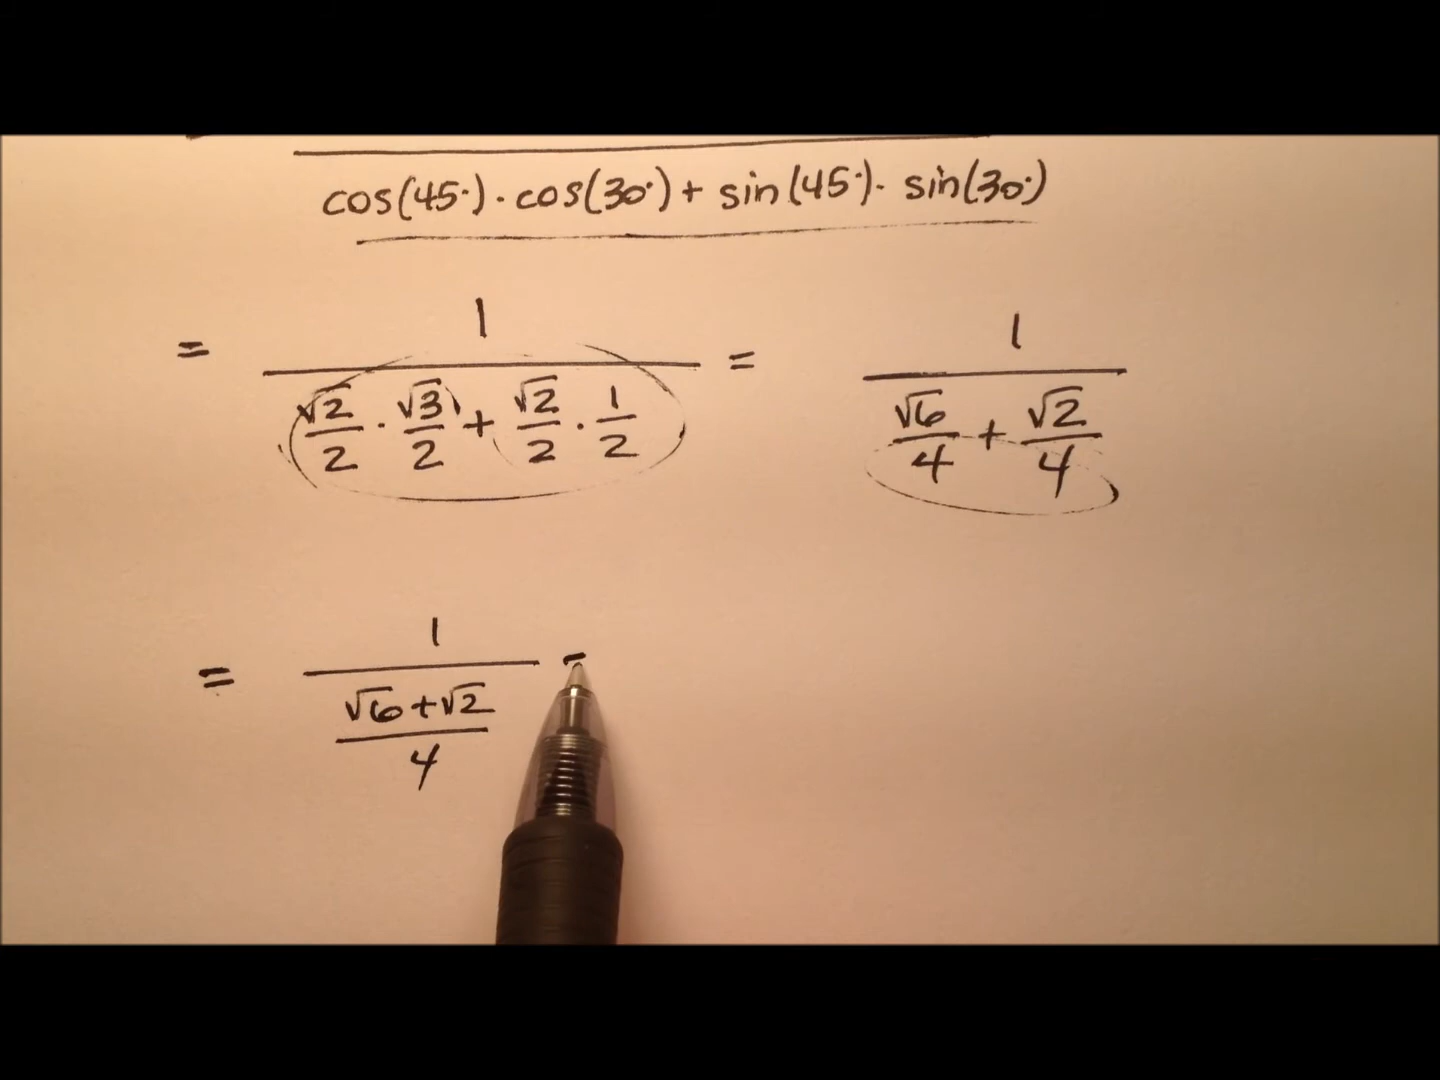 cos(45°)·cos(30°)+ sin(45°)· sin(30°)
= 1 / (√2/2 · √3/2 + √2/2 · 1/2) = 1 / (√6/4 + √2/4)
= 1 / ((√6+√2)/4) =